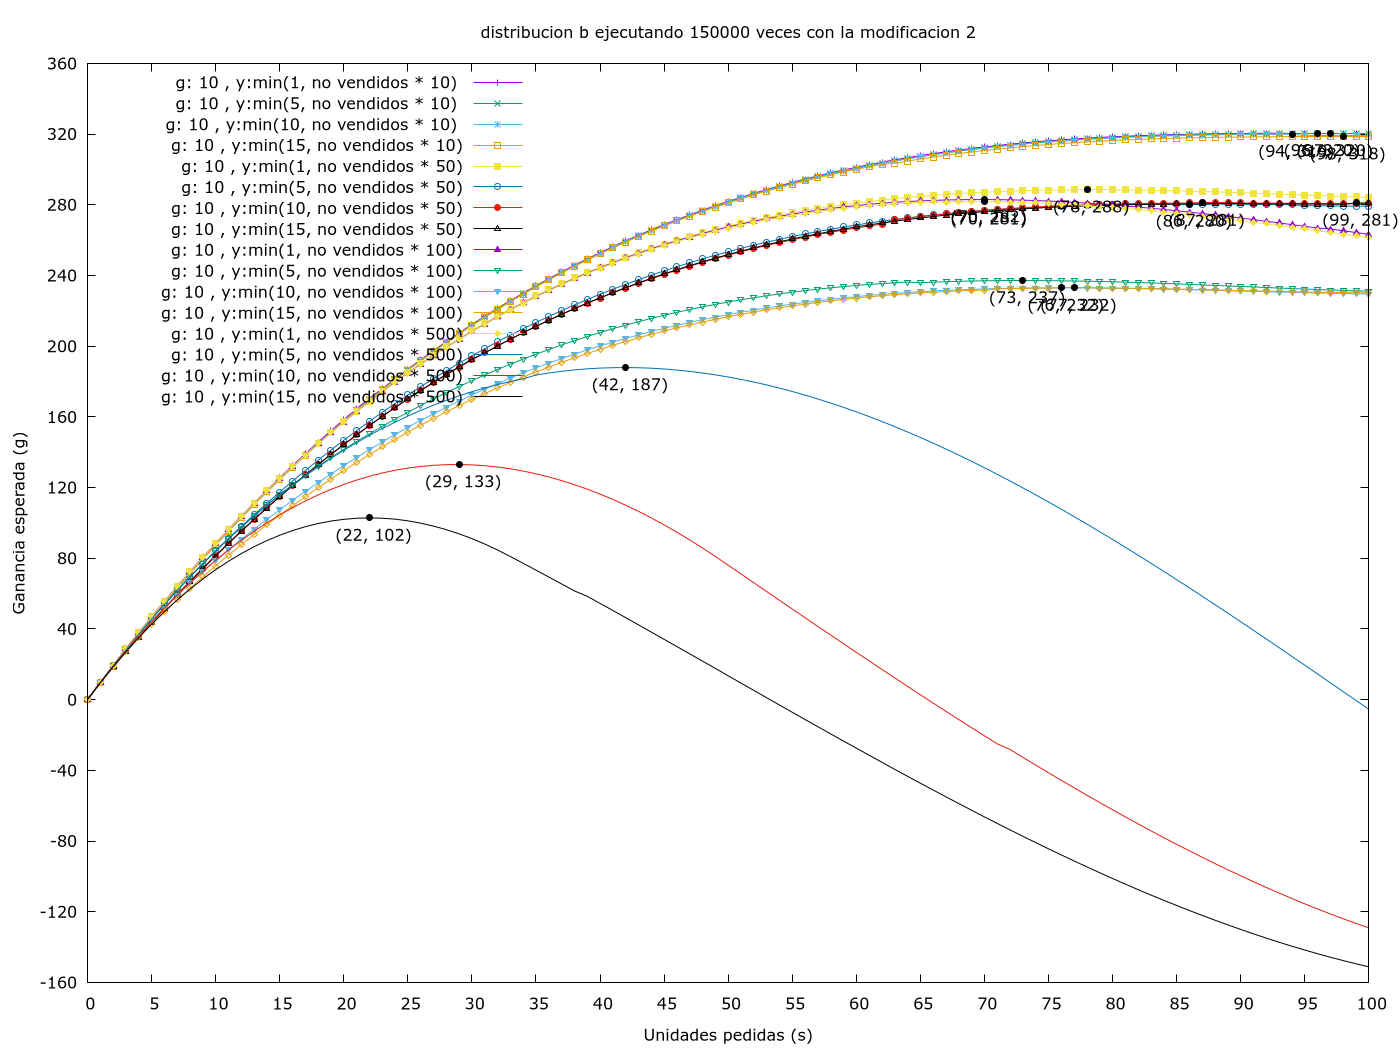 distribucion b ejecutando 150000 veces con la modificacion 2
360
320
280
240
200
160
120
80
40
0
-40
-80
-120
-160
Ganancia esperada (g)
g: 10 , y:min(1, no vendidos * 10)
g: 10 , y:min(5, no vendidos * 10)
g: 10 , y:min(10, no vendidos * 10)
g: 10 , y:min(15, no vendidos * 10)
g: 10 , y:min(1, no vendidos * 50)
g: 10 , y:min(5, no vendidos * 50)
g: 10 , y:min(10, no vendidos * 50)
g: 10 , y:min(15, no vendidos * 50)
g: 10 , y:min(1, no vendidos * 100)
g: 10 , y:min(5, no vendidos * 100)
g: 10 , y:min(10, no vendidos * 100)
g: 10 , y:min(15, no vendidos * 100)
g: 10 , y:min(1, no vendidos * 500)
g: 10 , y:min(5, no vendidos * 500)
g: 10 , y:min(10, no vendidos * 500)
g: 10 , y:min(15, no vendidos * 500)
(78, 288)
(99, 281)
(73, 237)
(42, 187)
(29, 133)
(22, 102)
0 5 10 15 20 25 30 35 40 45 50 55 60 65 70 75 80 85 90 95 100
Unidades pedidas (s)